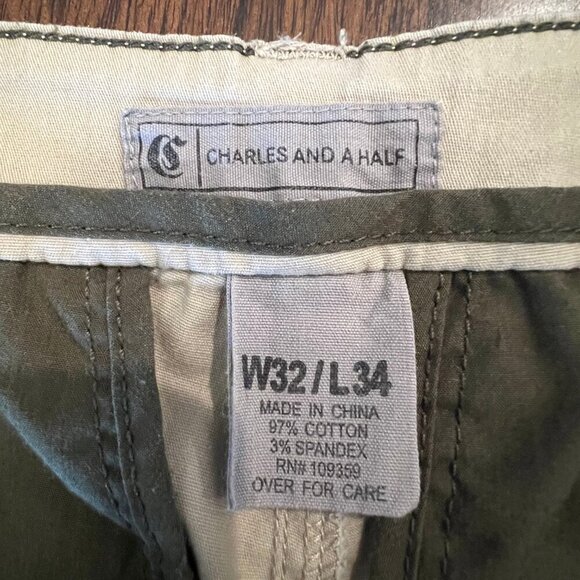 C CHARLES AND A HALF
W32/L34
MADE IN CHINA
97% COTTON
3% SPANDEX
RN# 109359
OVER FOR CARE